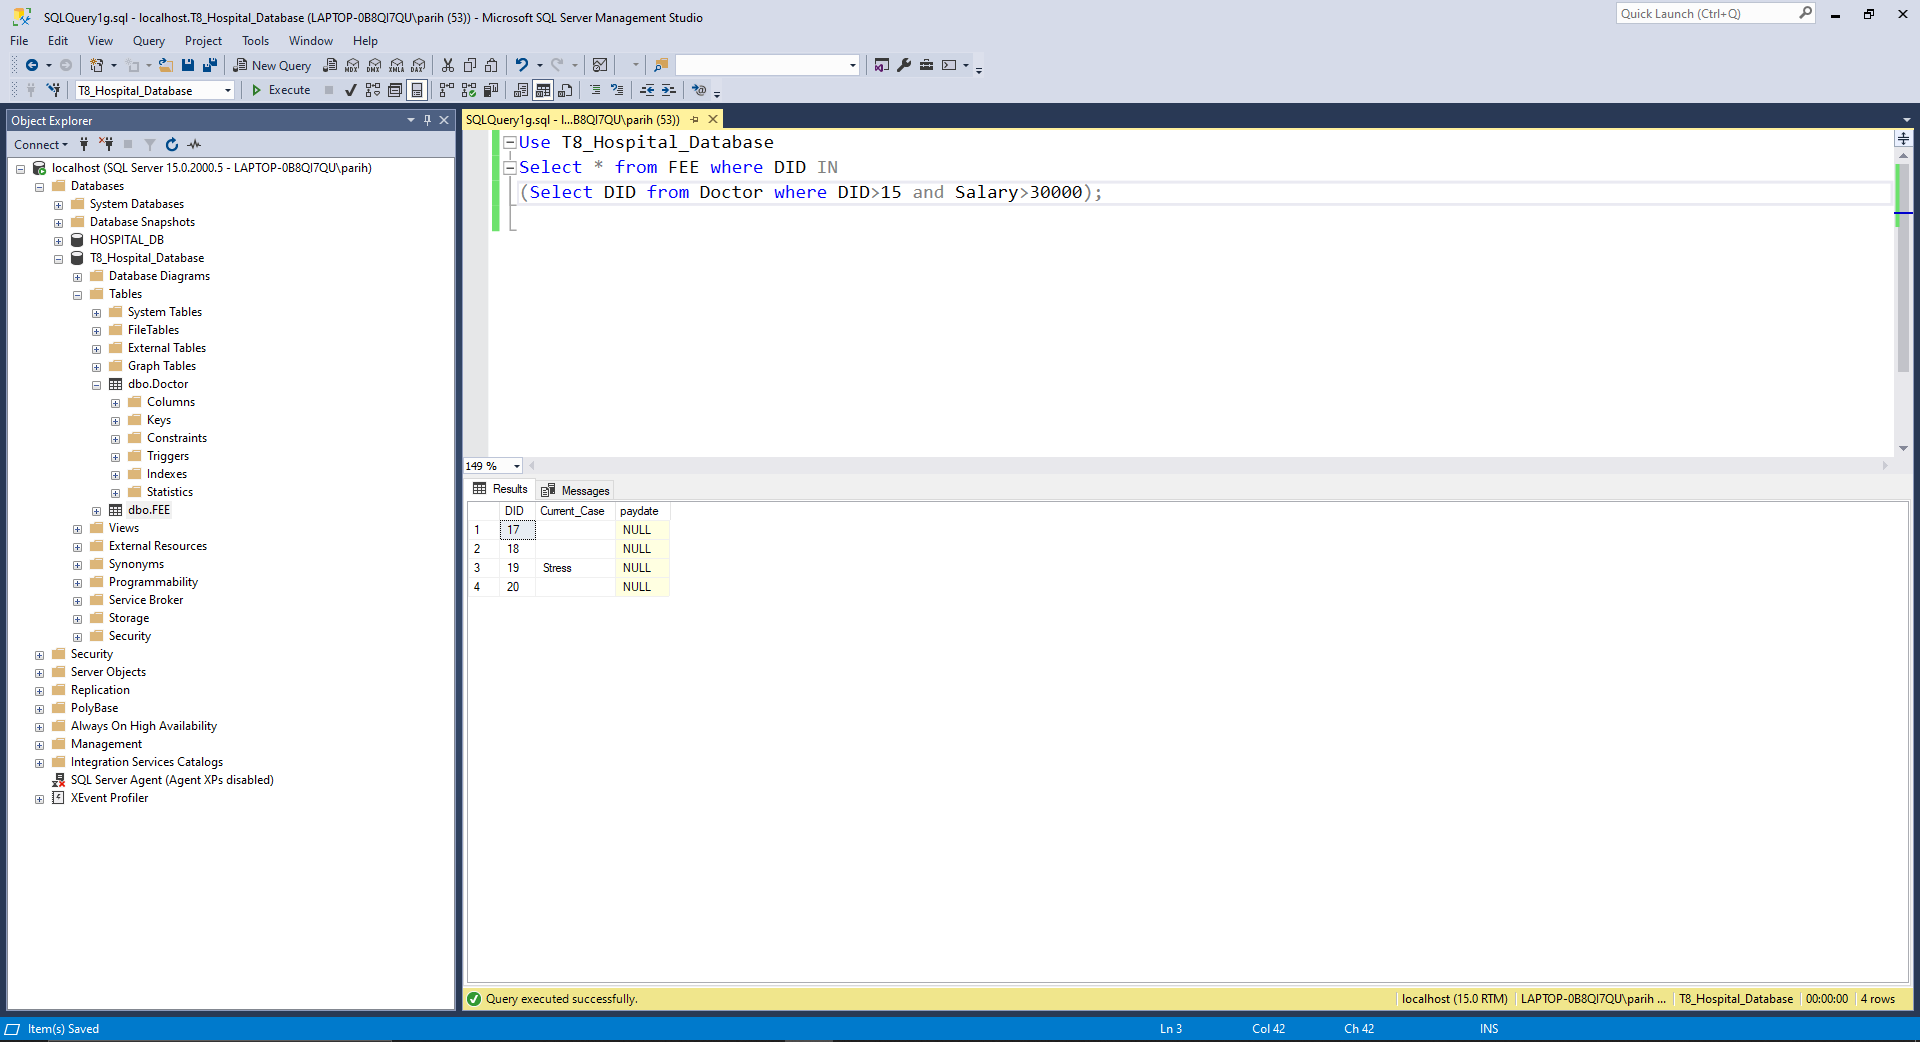 SQLQuery1g.sql - localhost.T8_Hospital_Database (LAPTOP-0B8QI7QU\parih (53)) - Microsoft SQL Server Management Studio
Quick Launch (Ctrl+Q)
File Edit View Query Project Tools Window Help
New Query
MDX DMX XMLA DAX
T8_Hospital_Database
Execute
Object Explorer
Connect
localhost (SQL Server 15.0.2000.5 - LAPTOP-0B8QI7QU\parih)
Databases
System Databases
Database Snapshots
HOSPITAL_DB
T8_Hospital_Database
Database Diagrams
Tables
System Tables
FileTables
External Tables
Graph Tables
dbo.Doctor
Columns
Keys
Constraints
Triggers
Indexes
Statistics
dbo.FEE
Views
External Resources
Synonyms
Programmability
Service Broker
Storage
Security
Security
Server Objects
Replication
PolyBase
Always On High Availability
Management
Integration Services Catalogs
SQL Server Agent (Agent XPs disabled)
XEvent Profiler
SQLQuery1g.sql - l...B8QI7QU\parih (53))
Use T8_Hospital_Database
Select * from FEE where DID IN
(Select DID from Doctor where DID>15 and Salary>30000);
149 %
Results Messages
DID Current_Case paydate
1 17 NULL
2 18 NULL
3 19 Stress NULL
4 20 NULL
Query executed successfully.
localhost (15.0 RTM) LAPTOP-0B8QI7QU\parih ... T8_Hospital_Database 00:00:00 4 rows
Item(s) Saved
Ln 3 Col 42 Ch 42 INS